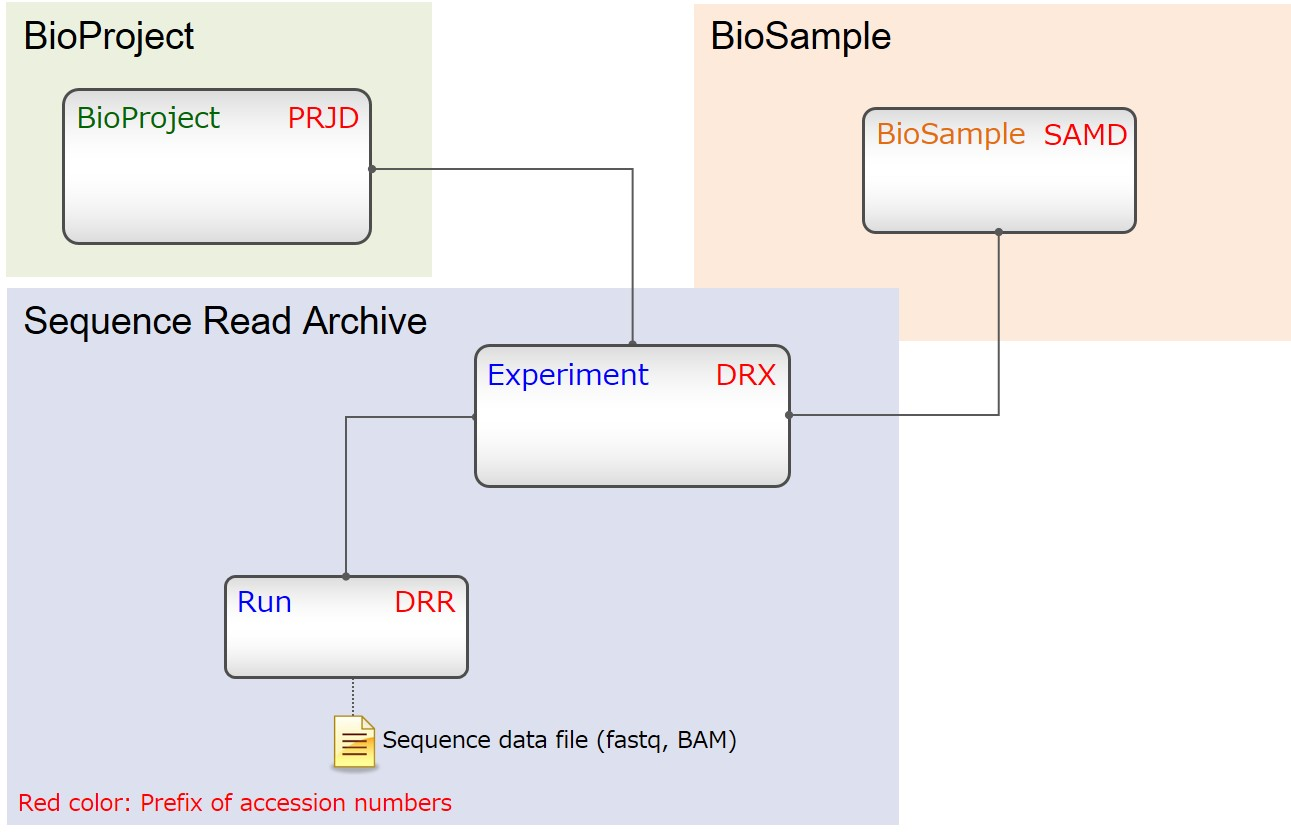 BioProject
BioProject PRJD
BioSample
BioSample SAMD
Sequence Read Archive
Experiment DRX
Run DRR
Sequence data file (fastq, BAM)
Red color: Prefix of accession numbers